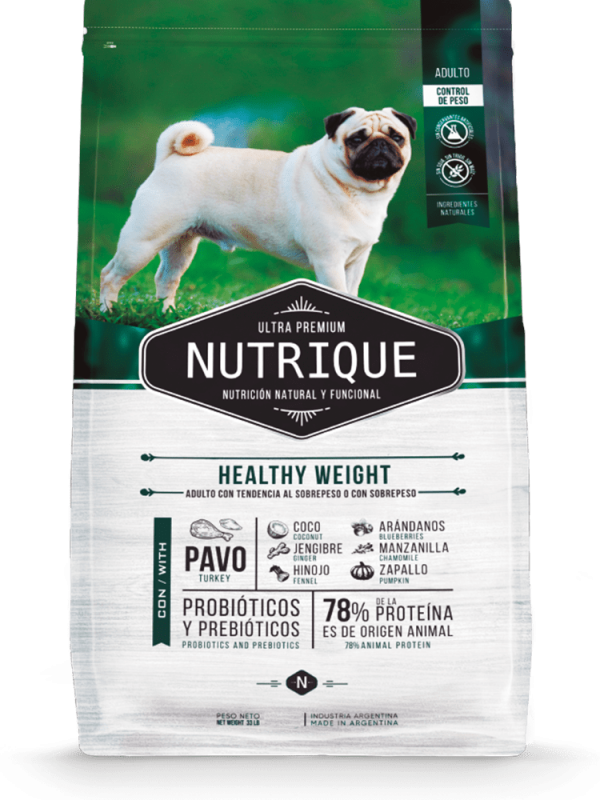 ADULTO
CONTROL
DE PESO
INGREDIENTES
NATURALES
ULTRA PREMIUM
NUTRIQUE
NUTRICIÓN NATURAL Y FUNCIONAL
HEALTHY WEIGHT
ADULTO CON TENDENCIA AL SOBREPESO O CON SOBREPESO
CON / WITH
PAVO
TURKEY
COCO
COCONUT
JENGIBRE
GINGER
HINOJO
FENNEL
ARÁNDANOS
BLUEBERRIES
MANZANILLA
CHAMOMILE
ZAPALLO
PUMPKIN
PROBIÓTICOS
Y PREBIÓTICOS
PROBIOTICS AND PREBIOTICS
78% DE LA PROTEÍNA
ES DE ORIGEN ANIMAL
78% ANIMAL PROTEIN
N
PESO NETO
NET WEIGHT 33 LB
INDUSTRIA ARGENTINA
MADE IN ARGENTINA